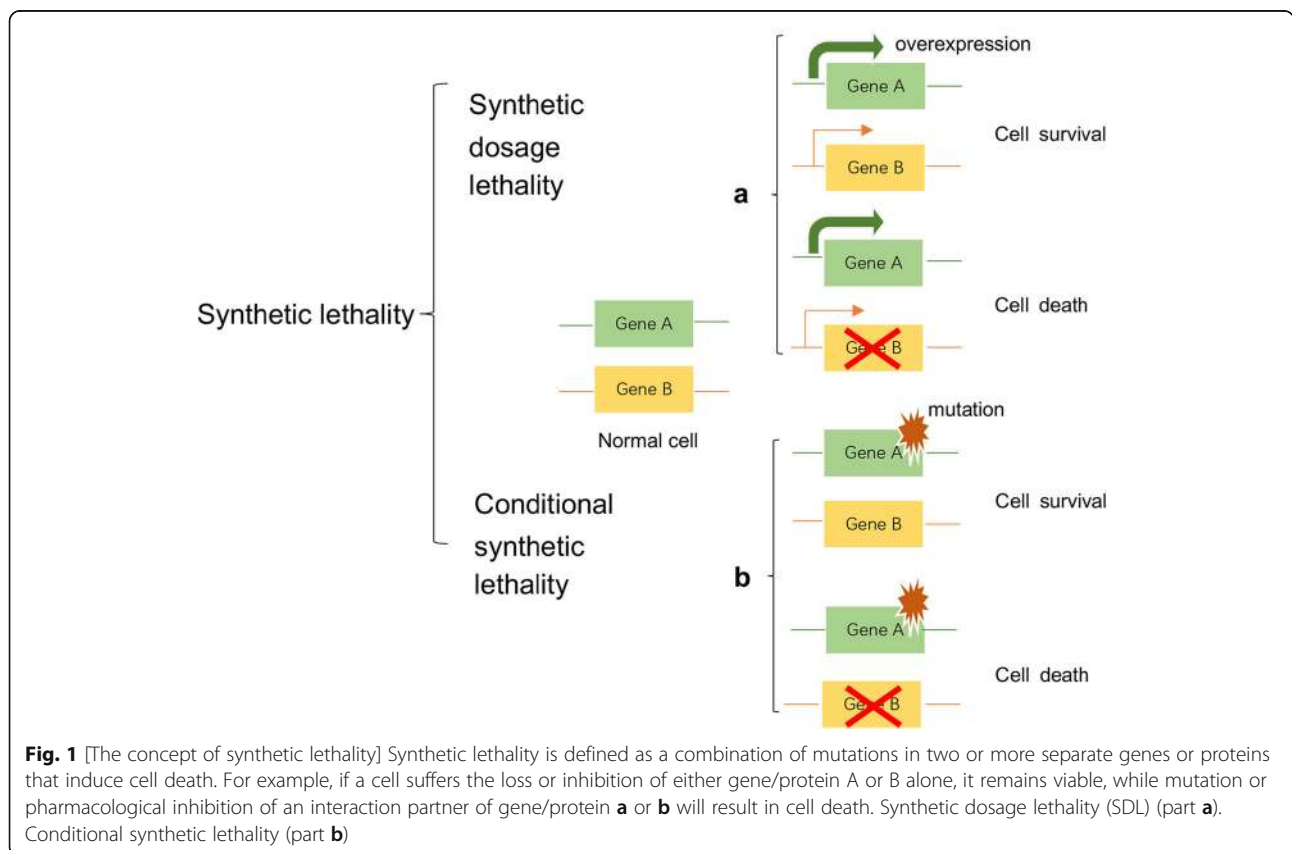 overexpression
Gene A
Cell survival
Gene B
Synthetic
dosage
lethality
a
Gene A
Cell death
Gene B
Synthetic lethality
Gene A
Gene B
Normal cell
mutation
Gene A
Cell survival
Gene B
Conditional
synthetic
lethality
b
Gene A
Cell death
Gene B
Fig. 1 [The concept of synthetic lethality] Synthetic lethality is defined as a combination of mutations in two or more separate genes or proteins
that induce cell death. For example, if a cell suffers the loss or inhibition of either gene/protein A or B alone, it remains viable, while mutation or
pharmacological inhibition of an interaction partner of gene/protein a or b will result in cell death. Synthetic dosage lethality (SDL) (part a).
Conditional synthetic lethality (part b)